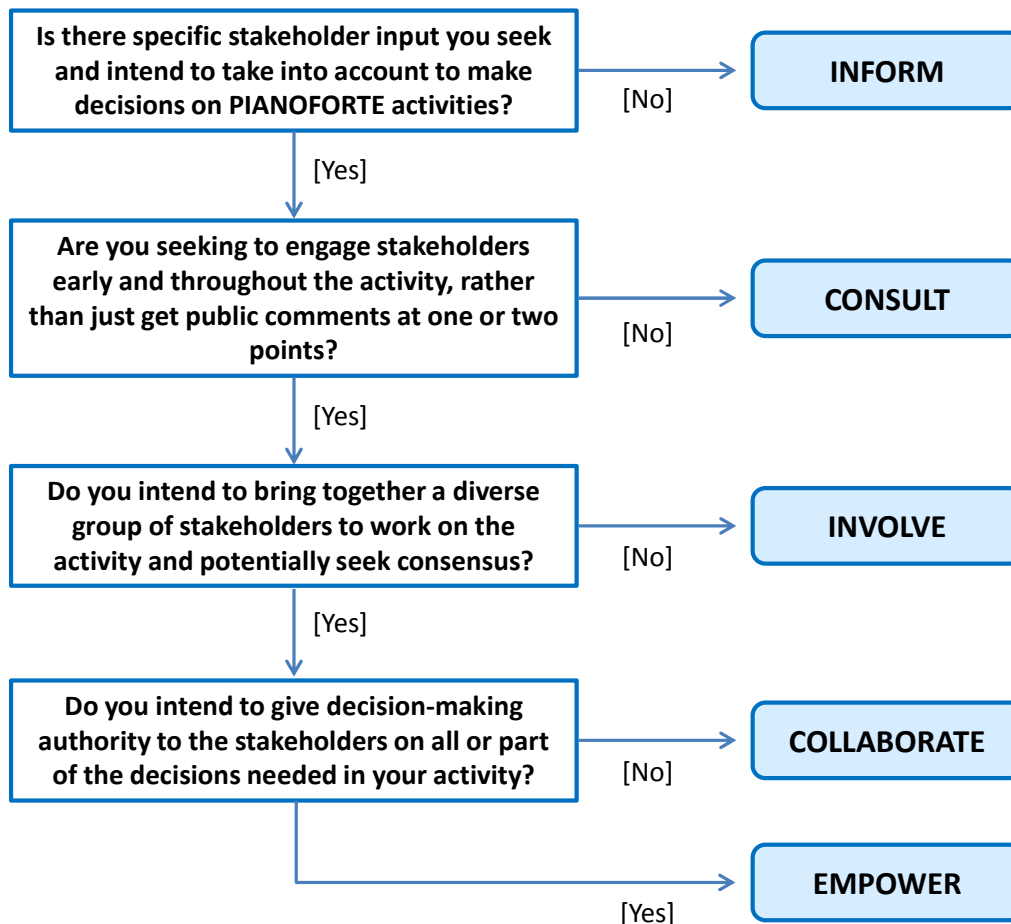 Is there specific stakeholder input you seek
and intend to take into account to make
decisions on PIANOFORTE activities?
INFORM
[No]
[Yes]
Are you seeking to engage stakeholders
early and throughout the activity, rather
than just get public comments at one or two
points?
CONSULT
[No]
[Yes]
Do you intend to bring together a diverse
group of stakeholders to work on the
activity and potentially seek consensus?
INVOLVE
[No]
[Yes]
Do you intend to give decision-making
authority to the stakeholders on all or part
of the decisions needed in your activity?
COLLABORATE
[No]
EMPOWER
[Yes]